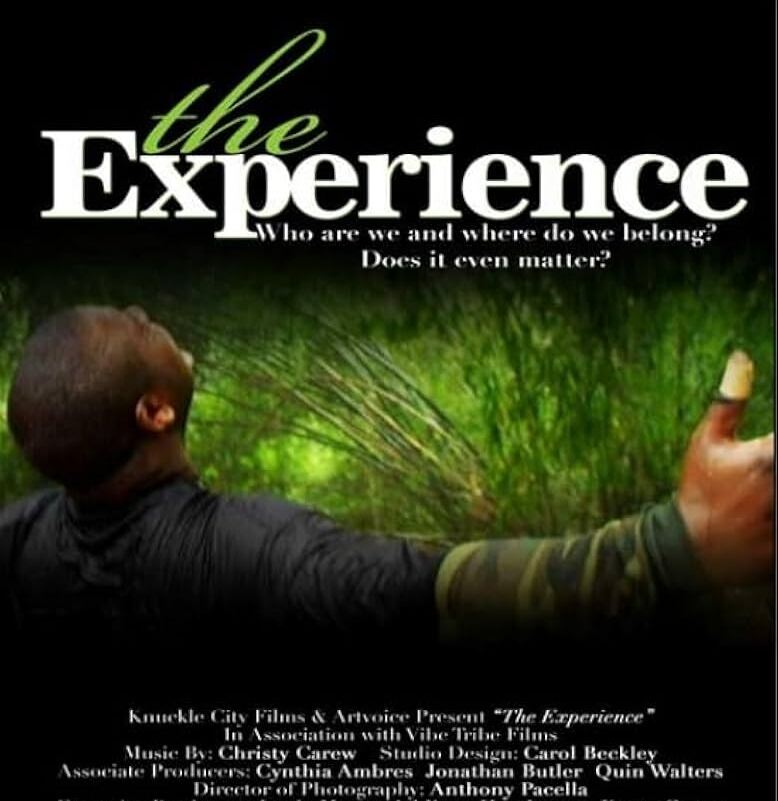 the
Experience
Who are we and where do we belong?
Does it even matter?
Knuckle City Films & Artvoice Present "The Experience"
In Association with Vibe Tribe Films
Music By: Christy Carew Studio Design: Carol Beckley
Associate Producers: Cynthia Ambres Jonathan Butler Quin Walters
Director of Photography: Anthony Pacella